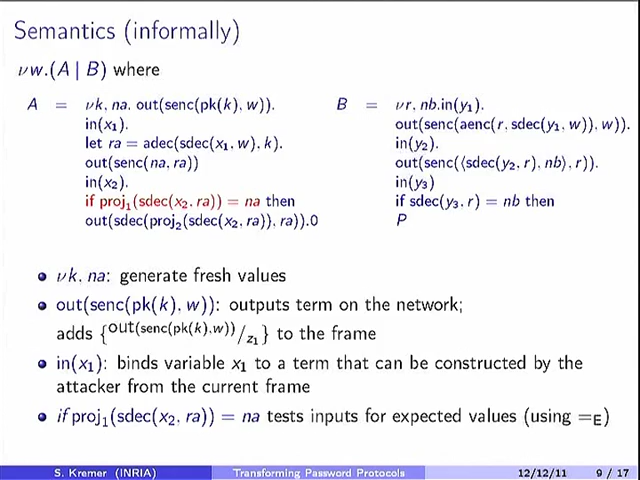 Semantics (informally)
νw.(A | B) where
A = νk, na. out(senc(pk(k), w)).
in(x₁).
let ra = adec(sdec(x₁, w), k).
out(senc(na, ra))
in(x₂).
if proj₁(sdec(x₂, ra)) = na then
out(sdec(proj₂(sdec(x₂, ra)), ra)).0
B = νr, nb.in(y₁).
out(senc(aenc(r, sdec(y₁, w)), w)).
in(y₂).
out(senc(⟨sdec(y₂, r), nb⟩, r)).
in(y₃)
if sdec(y₃, r) = nb then
P
νk, na: generate fresh values
out(senc(pk(k), w)): outputs term on the network;
adds {out(senc(pk(k),w))/z₁} to the frame
in(x₁): binds variable x₁ to a term that can be constructed by the
attacker from the current frame
if proj₁(sdec(x₂, ra)) = na tests inputs for expected values (using =E)
S. Kremer (INRIA) Transforming Password Protocols 12/12/11 9 / 17